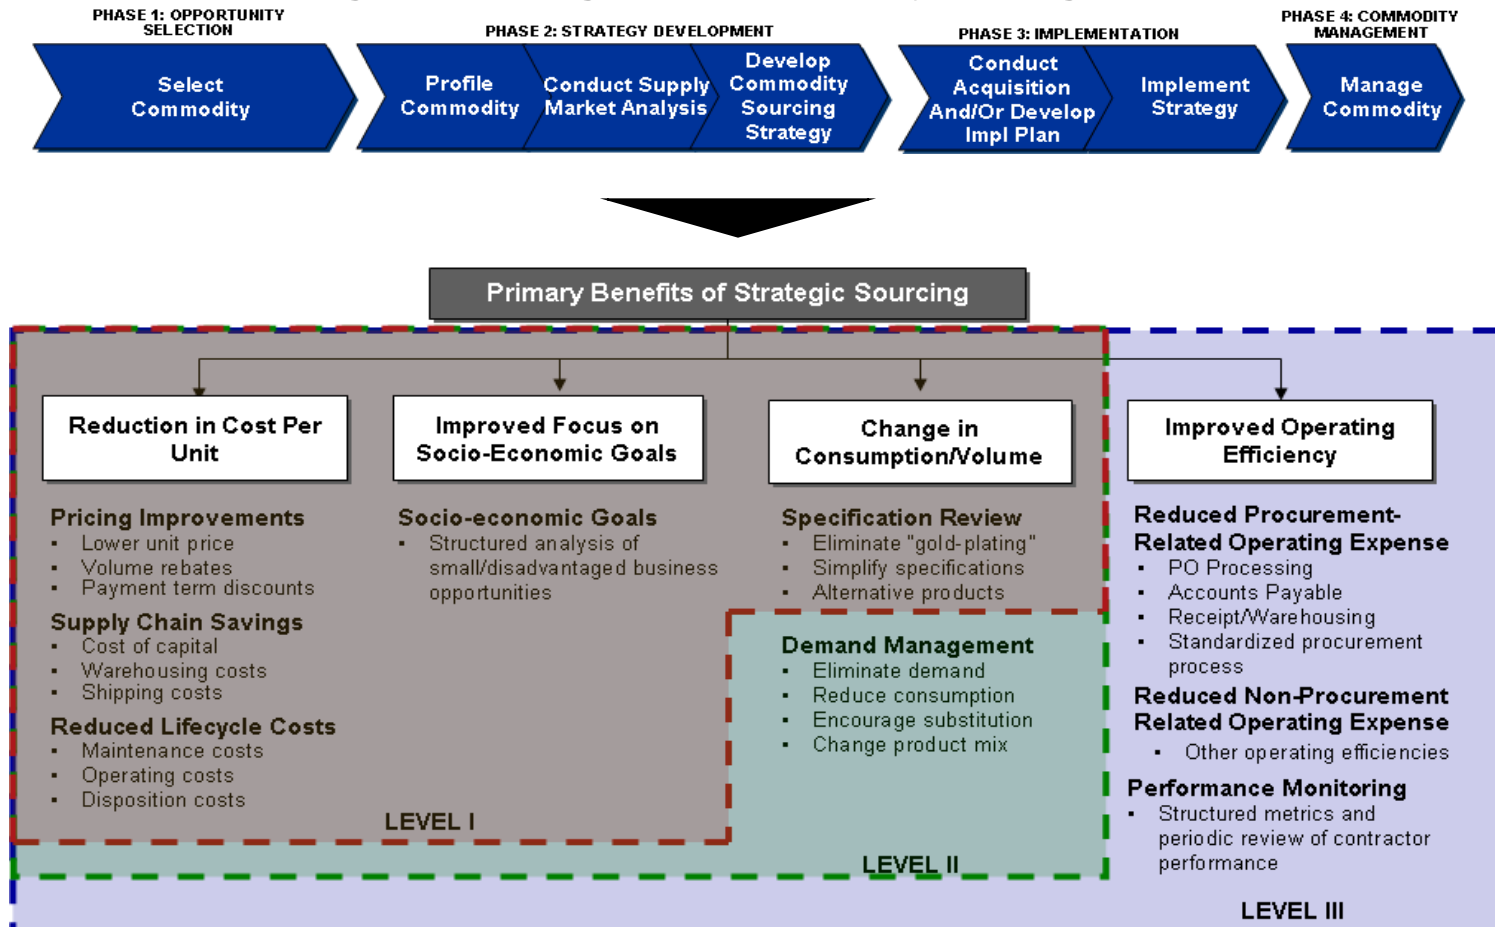 PHASE 1: OPPORTUNITY
SELECTION
PHASE 2: STRATEGY DEVELOPMENT
PHASE 3: IMPLEMENTATION
PHASE 4: COMMODITY
MANAGEMENT
Select
Commodity
Profile
Commodity
Conduct Supply
Market Analysis
Develop
Commodity
Sourcing
Strategy
Conduct
Acquisition
And/Or Develop
Impl Plan
Implement
Strategy
Manage
Commodity
Primary Benefits of Strategic Sourcing
Reduction in Cost Per
Unit
Pricing Improvements
▪ Lower unit price
▪ Volume rebates
▪ Payment term discounts
Supply Chain Savings
▪ Cost of capital
▪ Warehousing costs
▪ Shipping costs
Reduced Lifecycle Costs
▪ Maintenance costs
▪ Operating costs
▪ Disposition costs
Improved Focus on
Socio-Economic Goals
Socio-economic Goals
▪ Structured analysis of
small/disadvantaged business
opportunities
LEVEL I
Change in
Consumption/Volume
Specification Review
▪ Eliminate "gold-plating"
▪ Simplify specifications
▪ Alternative products
Demand Management
▪ Eliminate demand
▪ Reduce consumption
▪ Encourage substitution
▪ Change product mix
LEVEL II
Improved Operating
Efficiency
Reduced Procurement-
Related Operating Expense
▪ PO Processing
▪ Accounts Payable
▪ Receipt/Warehousing
▪ Standardized procurement
process
Reduced Non-Procurement
Related Operating Expense
▪ Other operating efficiencies
Performance Monitoring
▪ Structured metrics and
periodic review of contractor
performance
LEVEL III